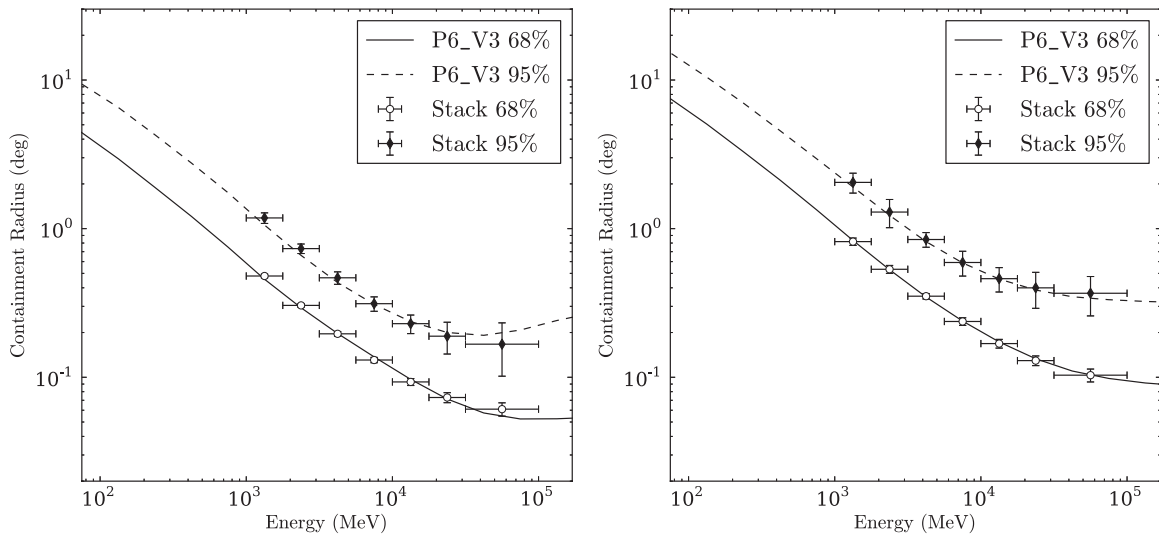 P6_V3 68%
P6_V3 95%
Stack 68%
Stack 95%
10^1
10^0
10^-1
Containment Radius (deg)
10^2 10^3 10^4 10^5
Energy (MeV)
P6_V3 68%
P6_V3 95%
Stack 68%
Stack 95%
10^1
10^0
10^-1
Containment Radius (deg)
10^2 10^3 10^4 10^5
Energy (MeV)